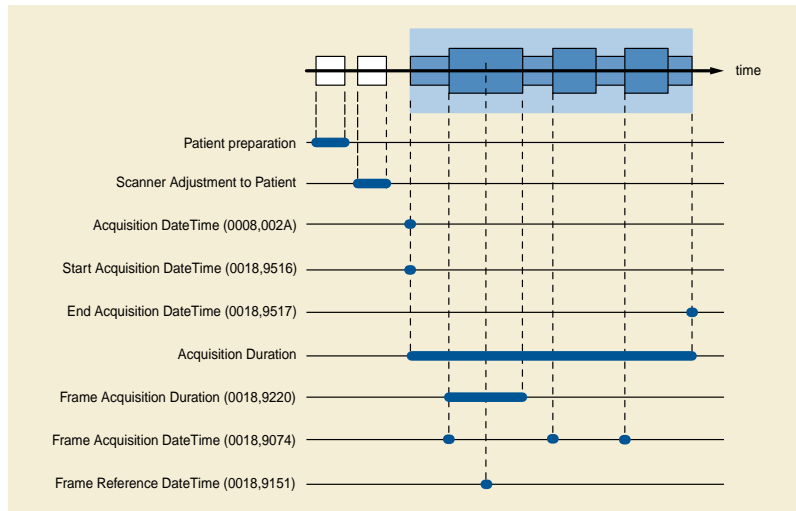 time
Patient preparation
Scanner Adjustment to Patient
Acquisition DateTime (0008,002A)
Start Acquisition DateTime (0018,9516)
End Acquisition DateTime (0018,9517)
Acquisition Duration
Frame Acquisition Duration (0018,9220)
Frame Acquisition DateTime (0018,9074)
Frame Reference DateTime (0018,9151)